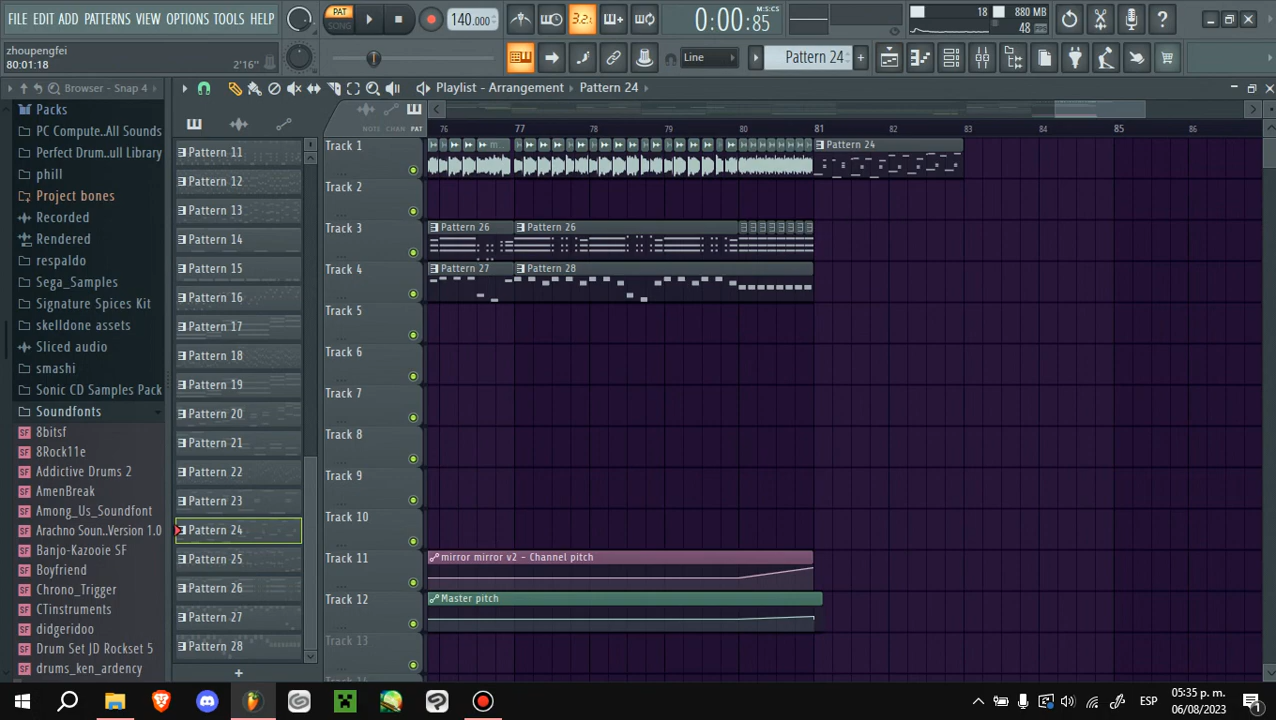 FILE EDIT ADD PATTERNS VIEW OPTIONS TOOLS HELP
PAT
SONG
140.000
3.2:
0:00:85
M:S:CS
18
880 MB
48
zhoupengfei
80:01:18
2'16"
Line
Pattern 24
Browser - Snap 4
Playlist - Arrangement
Pattern 24
NOTE CHAN PAT
76 77 78 79 80 81 82 83 84 85 86
Packs
PC Compute..All Sounds
Perfect Drum...ull Library
phill
Project bones
Recorded
Rendered
respaldo
Sega_Samples
Signature Spices Kit
skelldone assets
Sliced audio
smashi
Sonic CD Samples Pack
Soundfonts
8bitsf
8Rock11e
Addictive Drums 2
AmenBreak
Among_Us_Soundfont
Arachno Soun..Version 1.0
Banjo-Kazooie SF
Boyfriend
Chrono_Trigger
CTinstruments
didgeridoo
Drum Set JD Rockset 5
drums_ken_ardency
Pattern 11
Pattern 12
Pattern 13
Pattern 14
Pattern 15
Pattern 16
Pattern 17
Pattern 18
Pattern 19
Pattern 20
Pattern 21
Pattern 22
Pattern 23
Pattern 24
Pattern 25
Pattern 26
Pattern 27
Pattern 28
Track 1
Pattern 24
Track 2
Track 3
Pattern 26
Pattern 26
Track 4
Pattern 27
Pattern 28
Track 5
Track 6
Track 7
Track 8
Track 9
Track 10
Track 11
mirror mirror v2 - Channel pitch
Track 12
Master pitch
Track 13
ESP
05:35 p. m.
06/08/2023
1